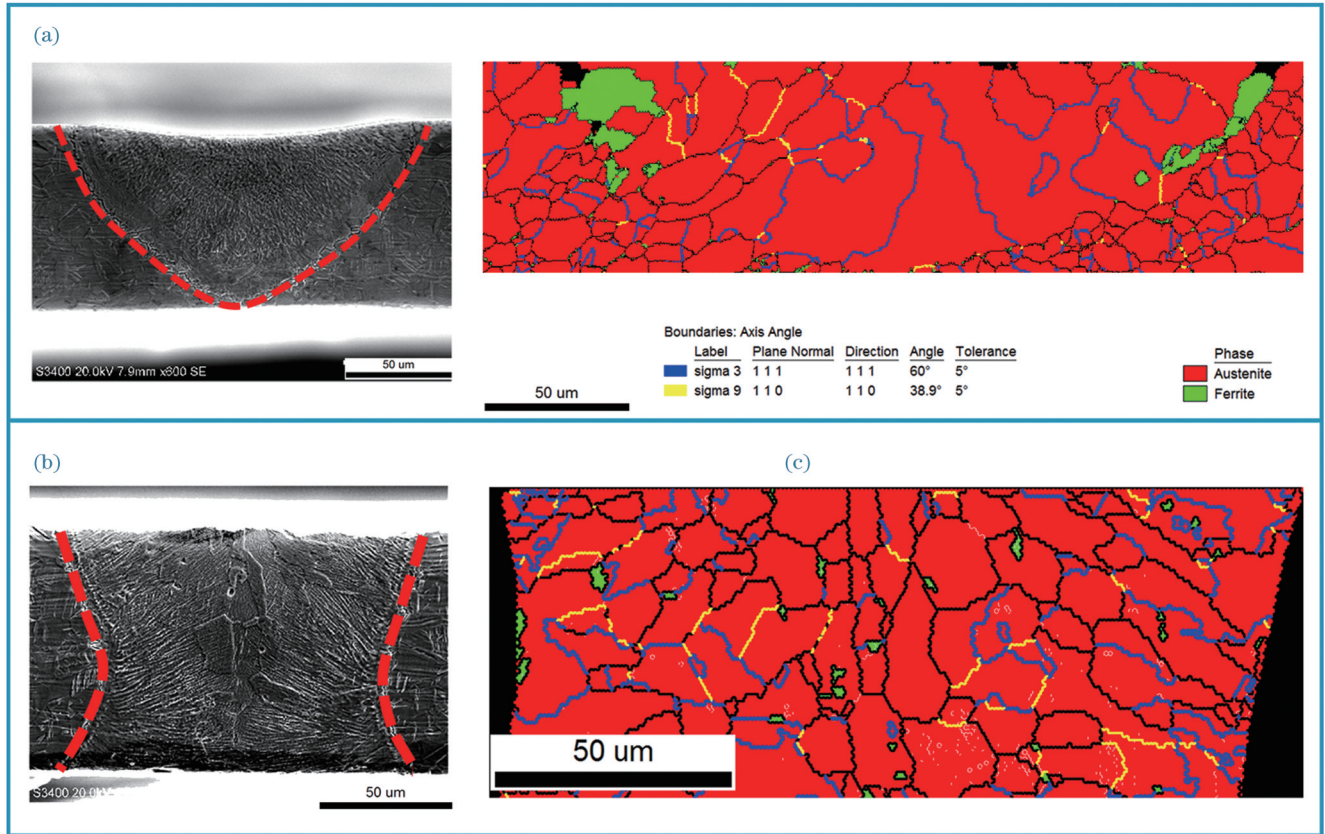 (a)
S3400 20.0kV 7.9mm x600 SE
50 um
50 um
Boundaries: Axis Angle
Label Plane Normal Direction Angle Tolerance
sigma 3 1 1 1 1 1 1 60° 5°
sigma 9 1 1 0 1 1 0 38.9° 5°
Phase
Austenite
Ferrite
(b)
S3400 20.0kV
50 um
(c)
50 um